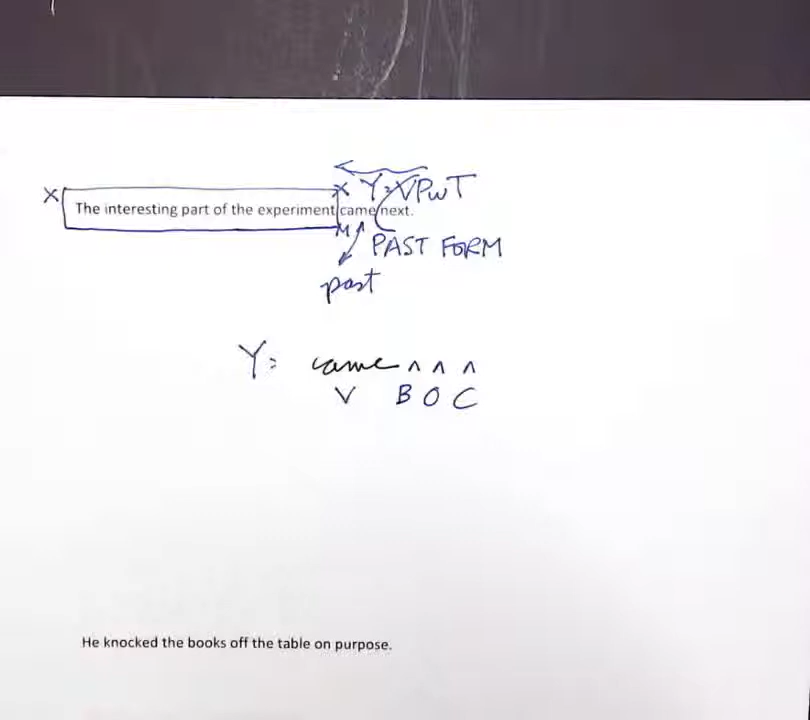 X Y=VPwT
X The interesting part of the experiment came next.
M PAST FORM
past
Y= came ^ ^ ^
V B O C
He knocked the books off the table on purpose.